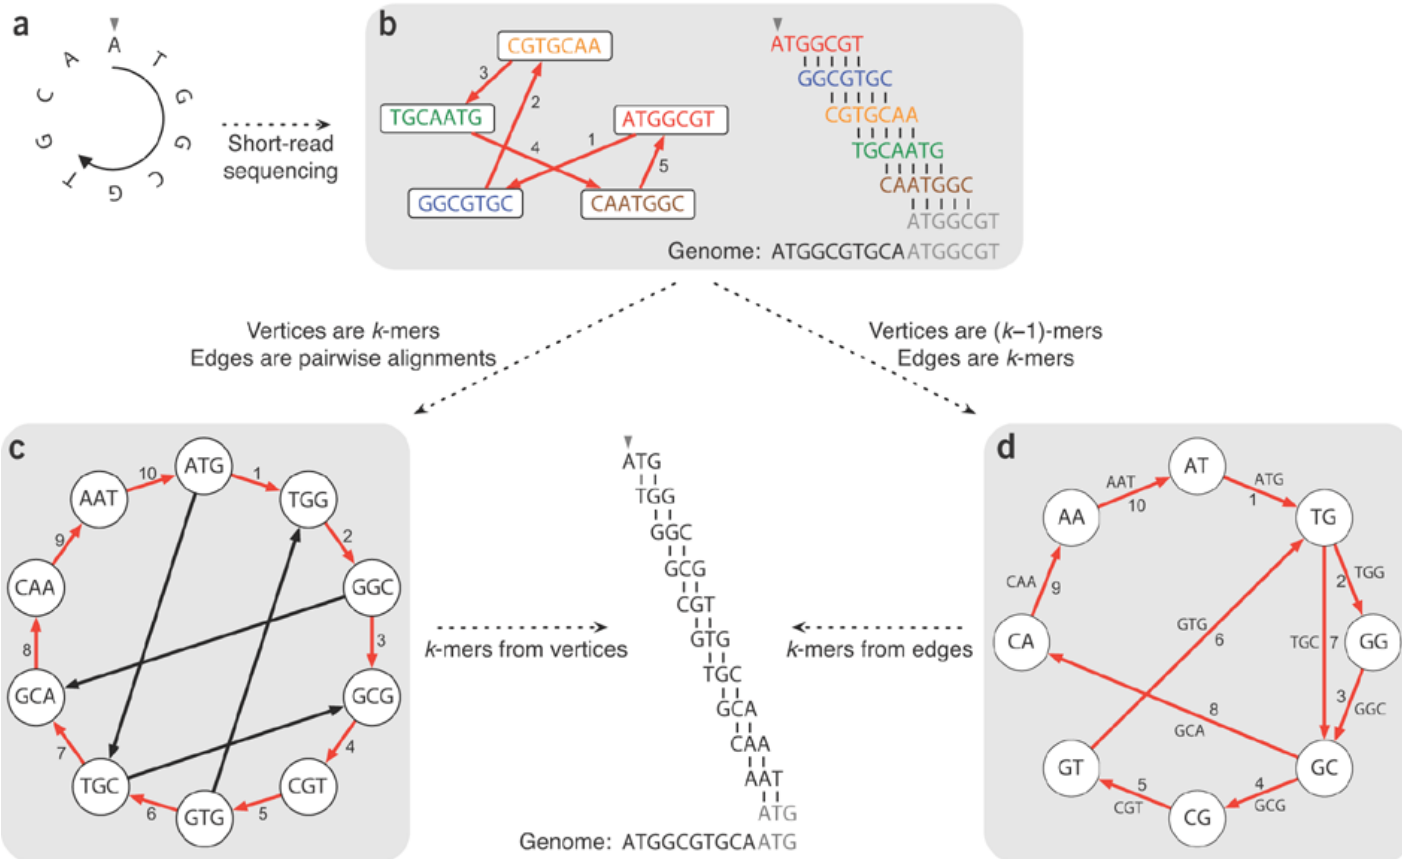 a
A
T
G
G
C
G
T
G
C
A
Short-read
sequencing
b
CGTGCAA
TGCAATG
ATGGCGT
GGCGTGC
CAATGGC
3
2
1
4
5
ATGGCGT
GGCGTGC
CGTGCAA
TGCAATG
CAATGGC
ATGGCGT
Genome: ATGGCGTGCAATGGCGT
Vertices are k-mers
Edges are pairwise alignments
Vertices are (k–1)-mers
Edges are k-mers
c
ATG
TGG
GGC
GCG
CGT
GTG
TGC
GCA
CAA
AAT
1
2
3
4
5
6
7
8
9
10
k-mers from vertices
ATG
TGG
GGC
GCG
CGT
GTG
TGC
GCA
CAA
AAT
ATG
Genome: ATGGCGTGCAATG
k-mers from edges
d
AT
TG
GG
GC
CG
GT
CA
AA
ATG
1
TGG
2
GGC
3
4
GCG
5
CGT
GTG
6
TGC 7
8
GCA
CAA
9
AAT
10